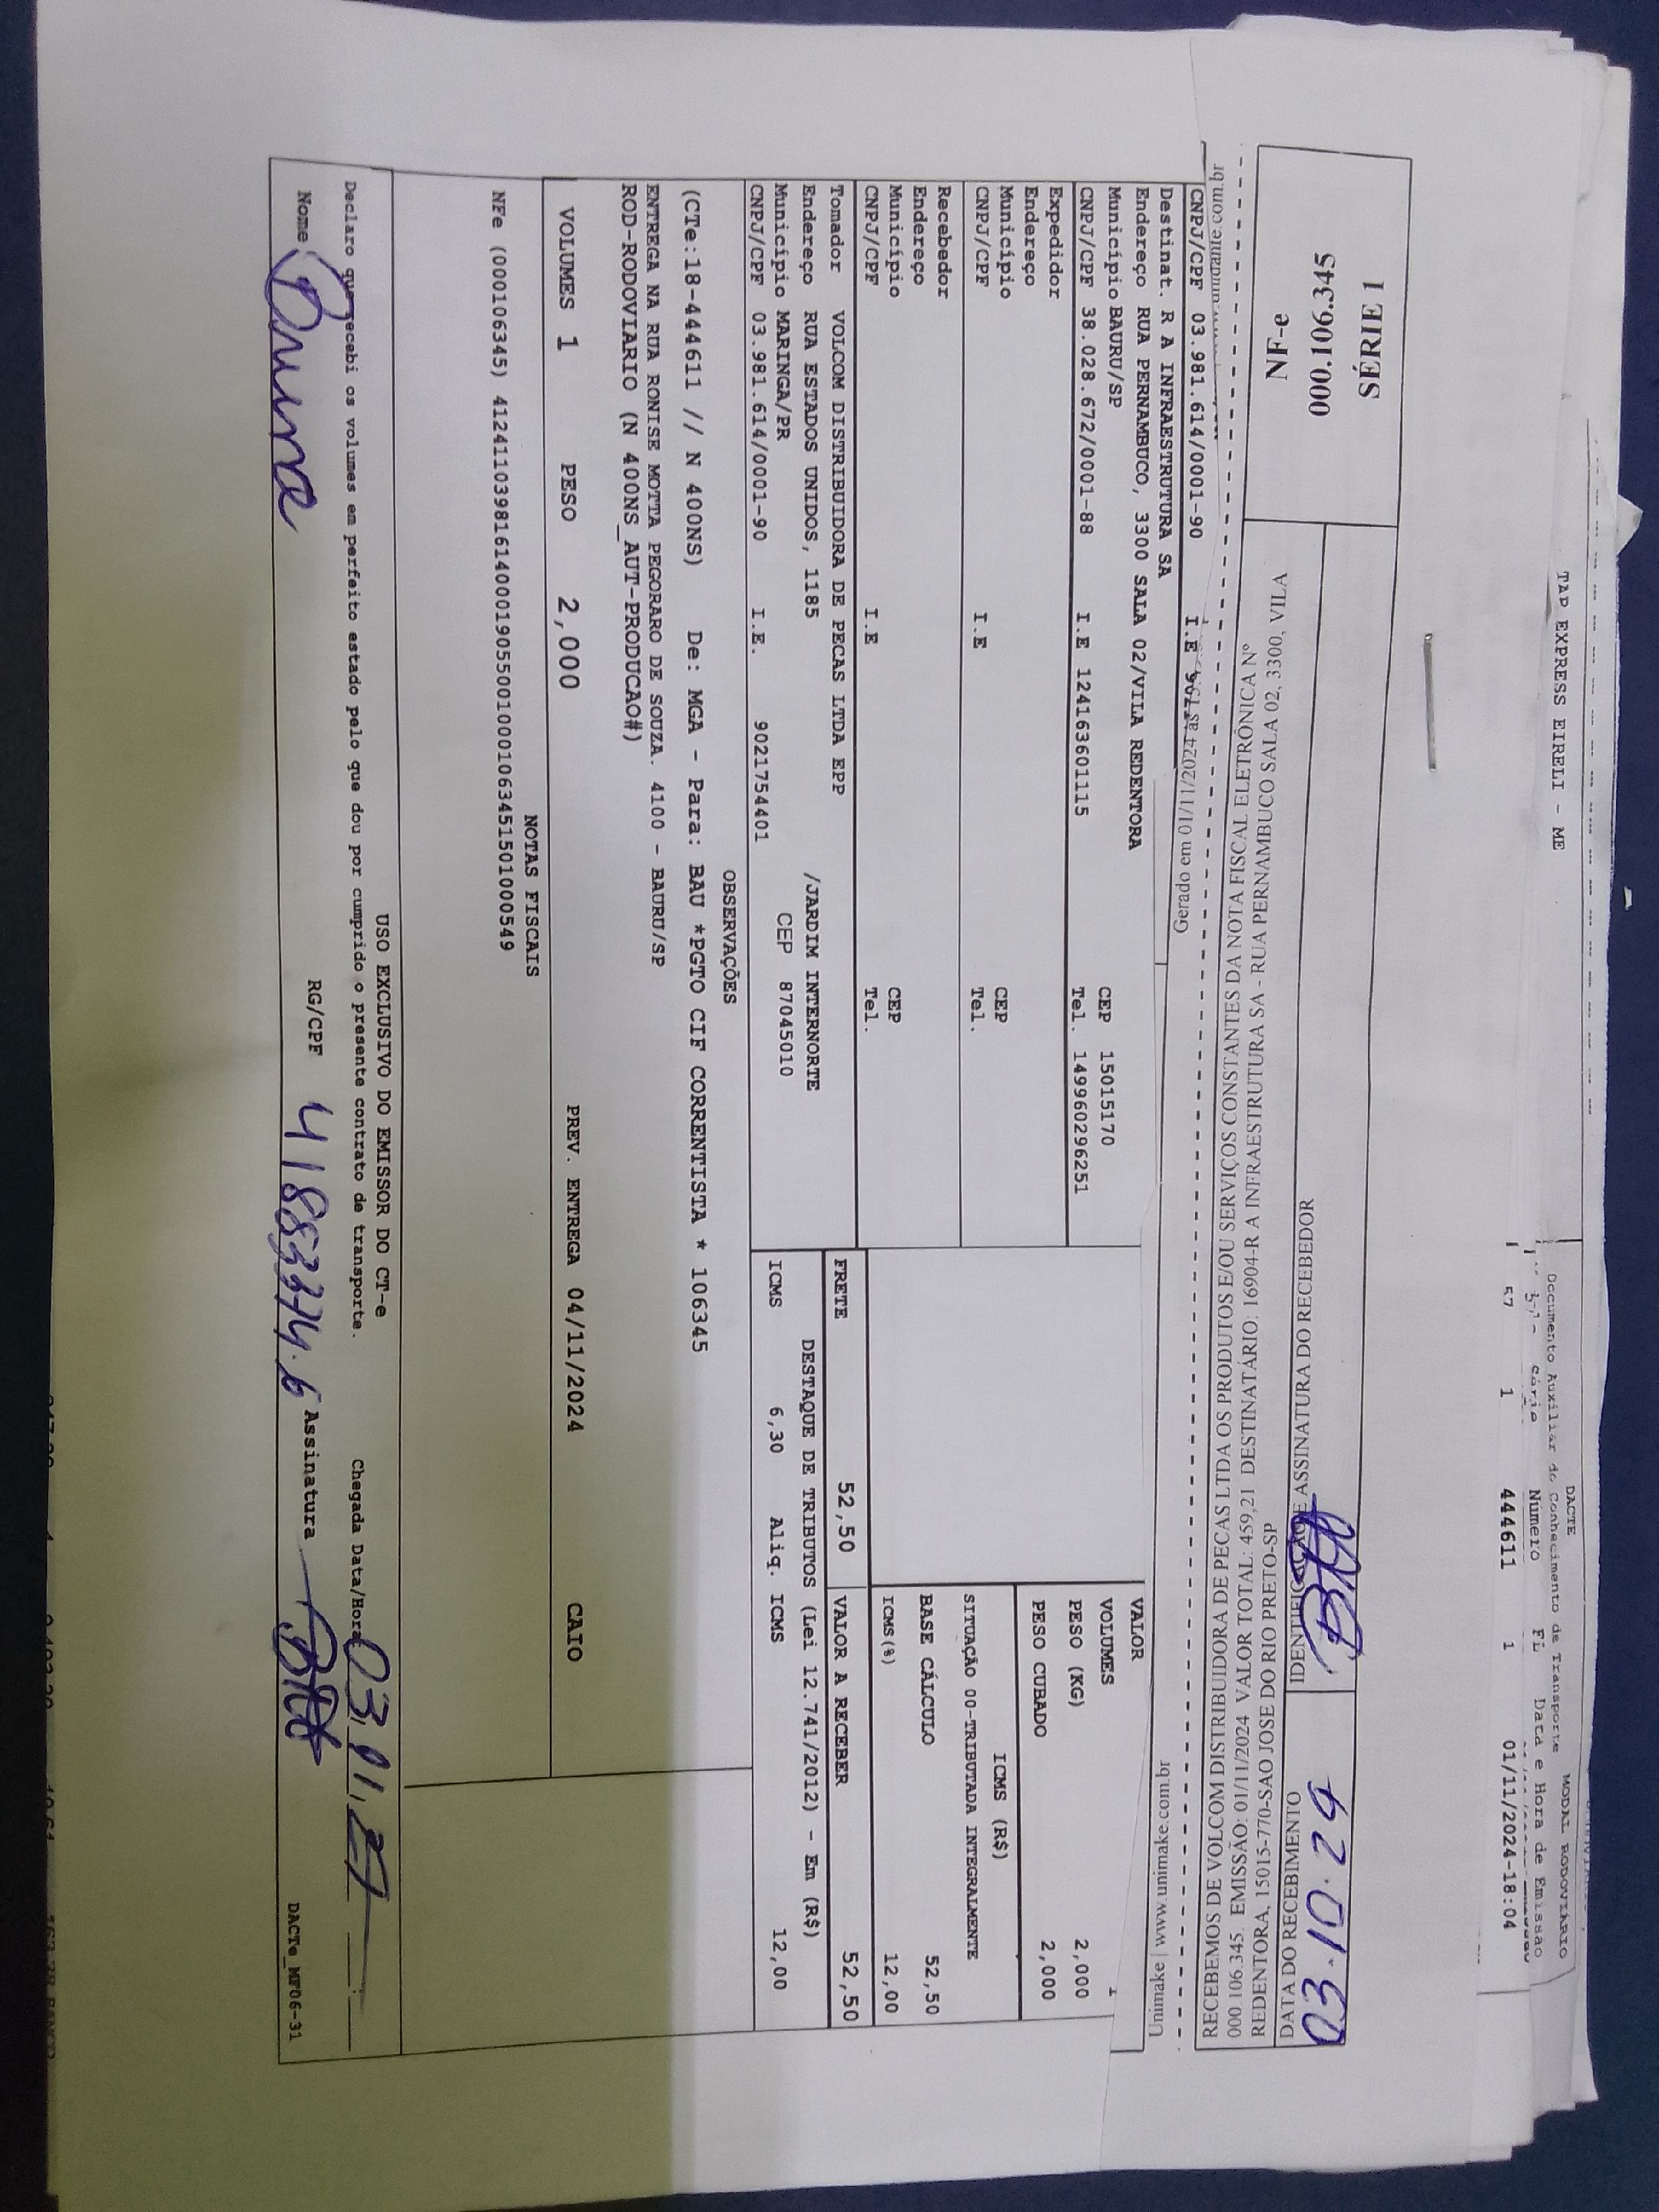 TAP EXPRESS EIRELI - ME
DACTE
Documento Auxiliar do Conhecimento de Transporte
MODAL RODOVIÁRIO
Número FL Data e Hora de Emissão
57 1 444611 1 01/11/2024-18:04
SÉRIE 1
000.106.345
NF-e
DATA DO RECEBIMENTO
ASSINATURA DO RECEBEDOR
RECEBEMOS DE VOLCOM DISTRIBUIDORA DE PECAS LTDA OS PRODUTOS E/OU SERVIÇOS CONSTANTES DA NOTA FISCAL ELETRÔNICA Nº
000.106.345. EMISSÃO: 01/11/2024 VALOR TOTAL: 459,21 DESTINATÁRIO: 16904-R A INFRAESTRUTURA SA - RUA PERNAMBUCO SALA 02, 3300, VILA
REDENTORA, 15015-770-SAO JOSE DO RIO PRETO-SP
Gerado em 01/11/2024 às
Unimake | www.unimake.com.br
CNPJ/CPF 03.981.614/0001-90 I.E
Destinat. R A INFRAESTRUTURA SA
Endereço RUA PERNAMBUCO, 3300 SALA 02/VILA REDENTORA
Município BAURU/SP CEP 15015170
CNPJ/CPF 38.028.672/0001-88 I.E 124163601115 Tel. 149960296251
Expedidor
Endereço
Município CEP
CNPJ/CPF I.E Tel.
Recebedor
Endereço
Município CEP
CNPJ/CPF I.E Tel.
VALOR
VOLUMES
PESO (KG) 2,000
PESO CUBADO 2,000
ICMS (R$)
SITUAÇÃO 00-TRIBUTADA INTEGRALMENTE
BASE CÁLCULO 52,50
ICMS(%) 12,00
Tomador VOLCOM DISTRIBUIDORA DE PECAS LTDA EPP
Endereço RUA ESTADOS UNIDOS, 1185 /JARDIM INTERNORTE
Município MARINGA/PR CEP 87045010
CNPJ/CPF 03.981.614/0001-90 I.E. 9021754401
FRETE 52,50 VALOR A RECEBER 52,50
DESTAQUE DE TRIBUTOS (Lei 12.741/2012) - Em (R$)
ICMS 6,30 Aliq. ICMS 12,00
OBSERVAÇÕES
(CTe:18-444611 // N 400NS) De: MGA - Para: BAU *PGTO CIF CORRENTISTA * 106345
ENTREGA NA RUA RONISE MOTTA PEGORARO DE SOUZA. 4100 - BAURU/SP
ROD-RODOVIARIO (N 400NS_AUT-PRODUCAO#)
VOLUMES 1 PESO 2,000 PREV. ENTREGA 04/11/2024 CAIO
NOTAS FISCAIS
NFe (000106345) 41241103981614000190550010001063451501000549
USO EXCLUSIVO DO EMISSOR DO CT-e
Declaro que recebi os volumes em perfeito estado pelo que dou por cumprido o presente contrato de transporte.
Chegada Data/Hora
Nome Bruna RG/CPF Assinatura
DACTe_MF06-31